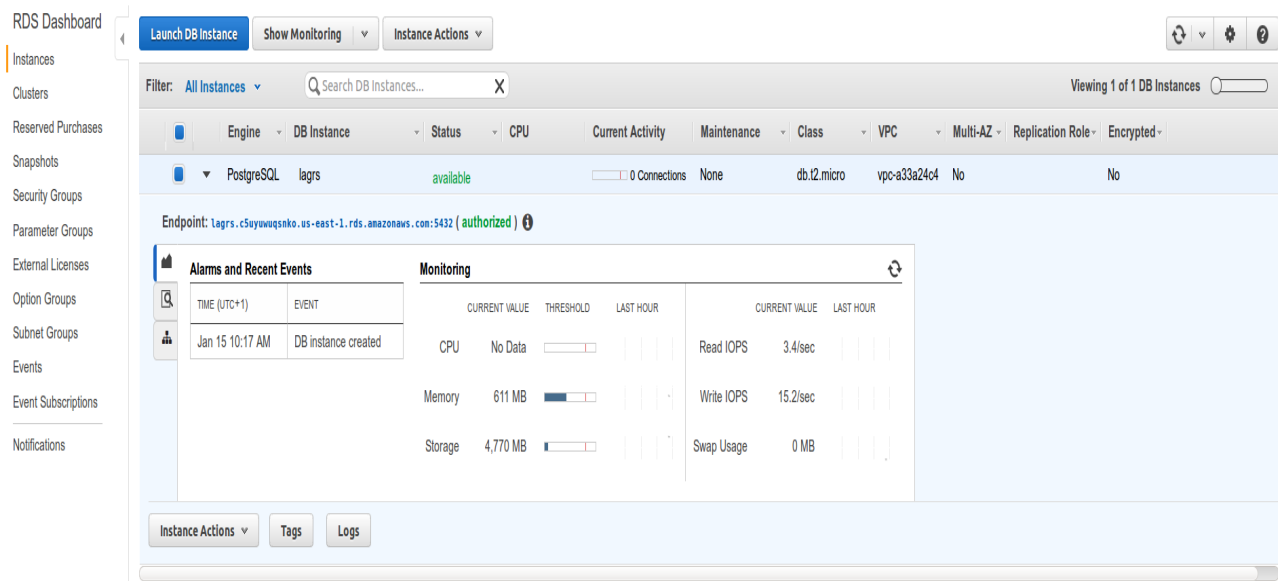 RDS Dashboard
Instances
Clusters
Reserved Purchases
Snapshots
Security Groups
Parameter Groups
External Licenses
Option Groups
Subnet Groups
Events
Event Subscriptions
Notifications
Launch DB Instance Show Monitoring Instance Actions
Filter: All Instances Search DB Instances... X Viewing 1 of 1 DB Instances
Engine DB Instance Status CPU Current Activity Maintenance Class VPC Multi-AZ Replication Role Encrypted
PostgreSQL lagrs available 0 Connections None db.t2.micro vpc-a33a24c4 No No
Endpoint: lagrs.c5uyuwuqsnko.us-east-1.rds.amazonaws.com:5432 ( authorized )
Alarms and Recent Events
TIME (UTC+1) EVENT
Jan 15 10:17 AM DB instance created
Monitoring
CURRENT VALUE THRESHOLD LAST HOUR CURRENT VALUE LAST HOUR
CPU No Data Read IOPS 3.4/sec
Memory 611 MB Write IOPS 15.2/sec
Storage 4,770 MB Swap Usage 0 MB
Instance Actions Tags Logs